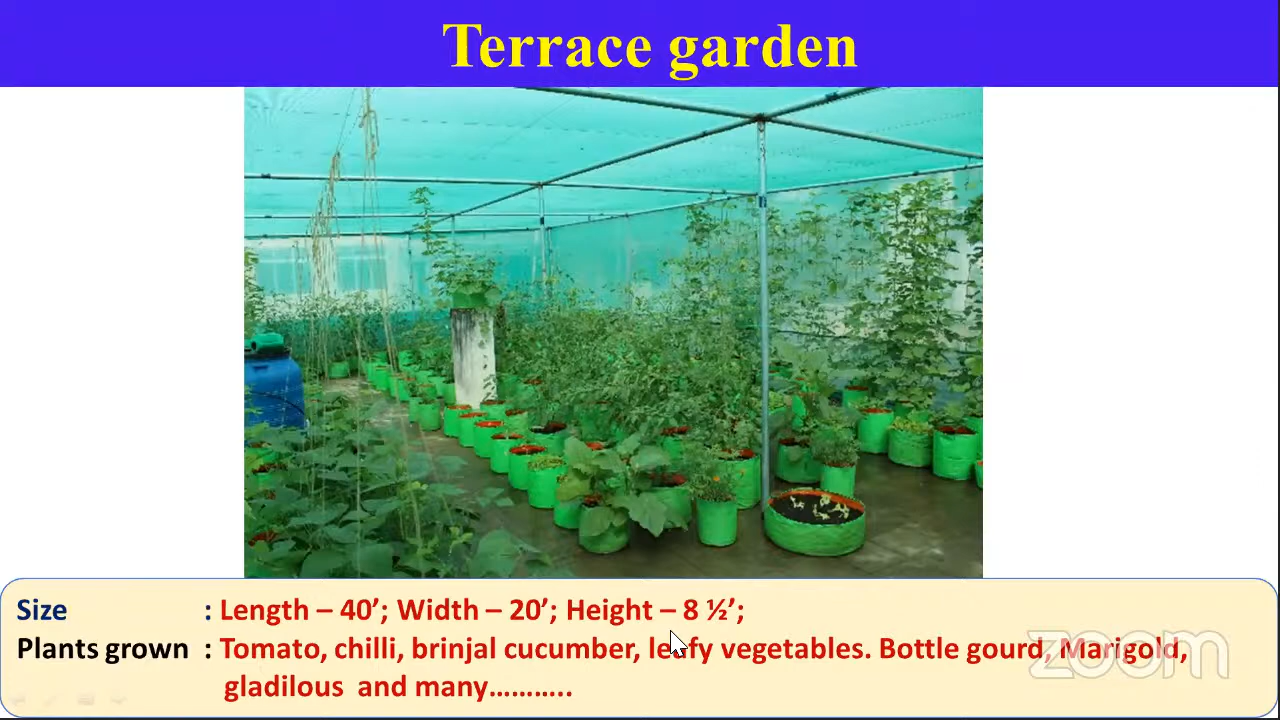 Terrace garden
Size : Length – 40’; Width – 20’; Height – 8 ½’;
Plants grown : Tomato, chilli, brinjal cucumber, leafy vegetables. Bottle gourd, Marigold,
gladilous and many………..
zoom